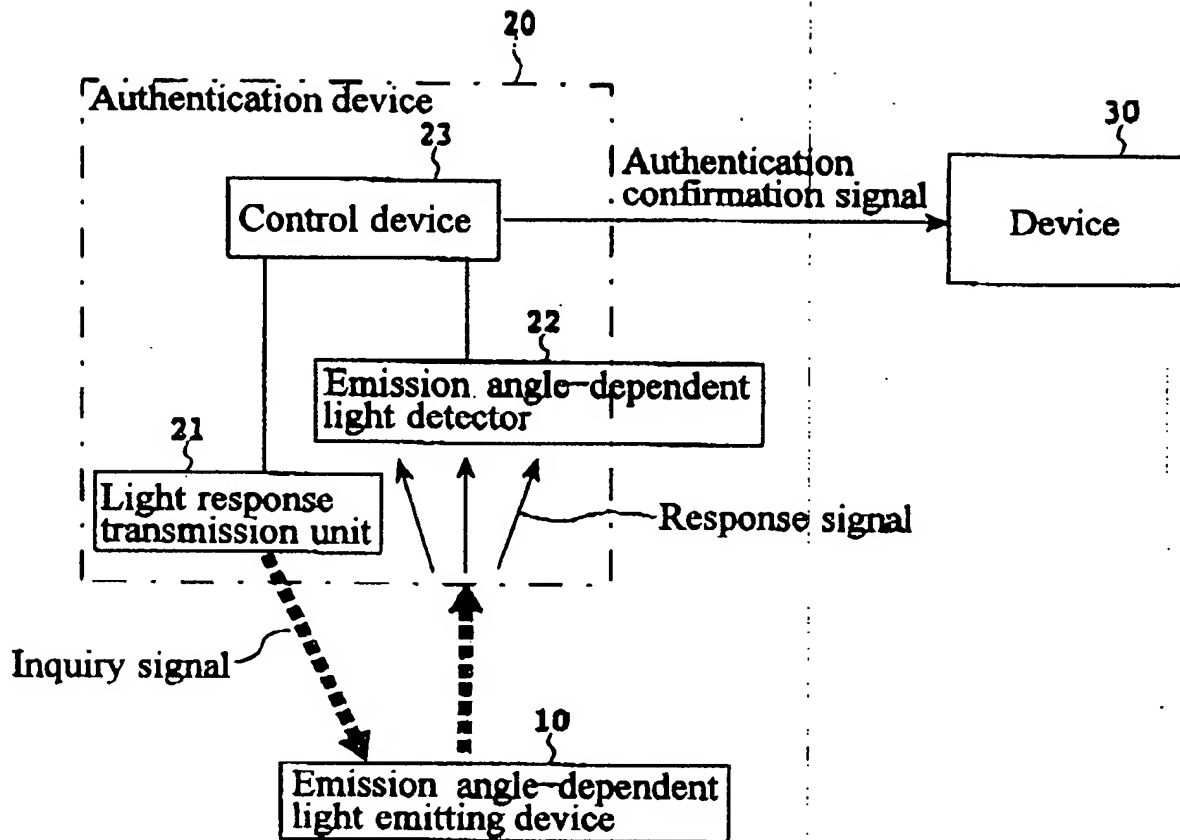 20
Authentication device
23
Control device
Authentication
confirmation signal
30
Device
22
Emission angle-dependent
light detector
21
Light response
transmission unit
Response signal
Inquiry signal
10
Emission angle-dependent
light emitting device